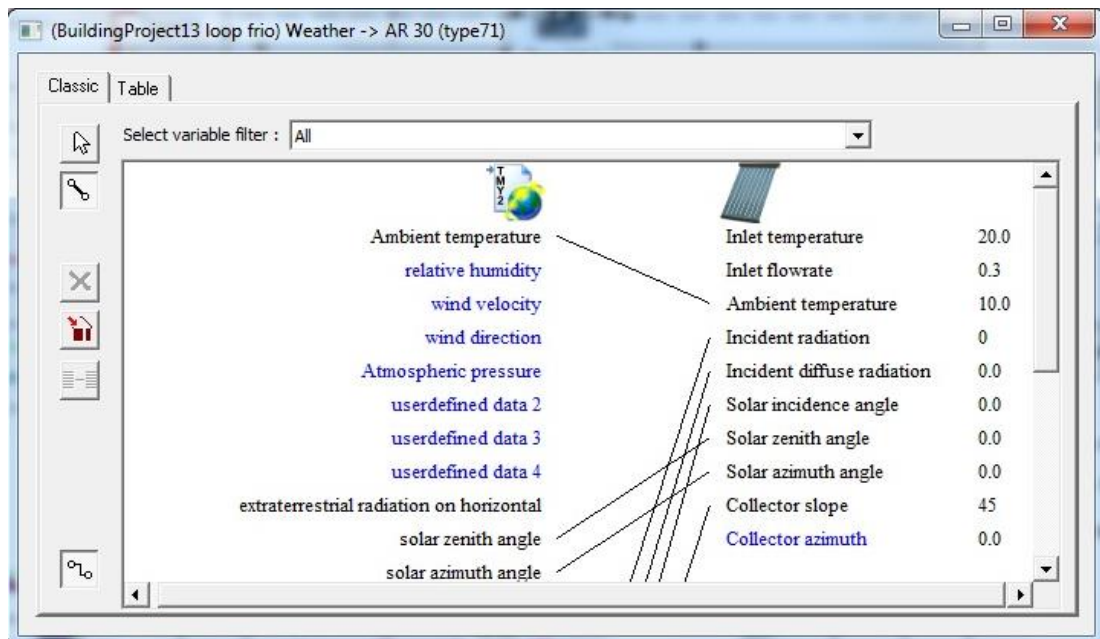 (BuildingProject13 loop frio) Weather -> AR 30 (type71)
Classic Table
Select variable filter : All
TMY2
Ambient temperature Inlet temperature 20.0
relative humidity Inlet flowrate 0.3
wind velocity Ambient temperature 10.0
wind direction Incident radiation 0
Atmospheric pressure Incident diffuse radiation 0.0
userdefined data 2 Solar incidence angle 0.0
userdefined data 3 Solar zenith angle 0.0
userdefined data 4 Solar azimuth angle 0.0
extraterrestrial radiation on horizontal Collector slope 45
solar zenith angle Collector azimuth 0.0
solar azimuth angle